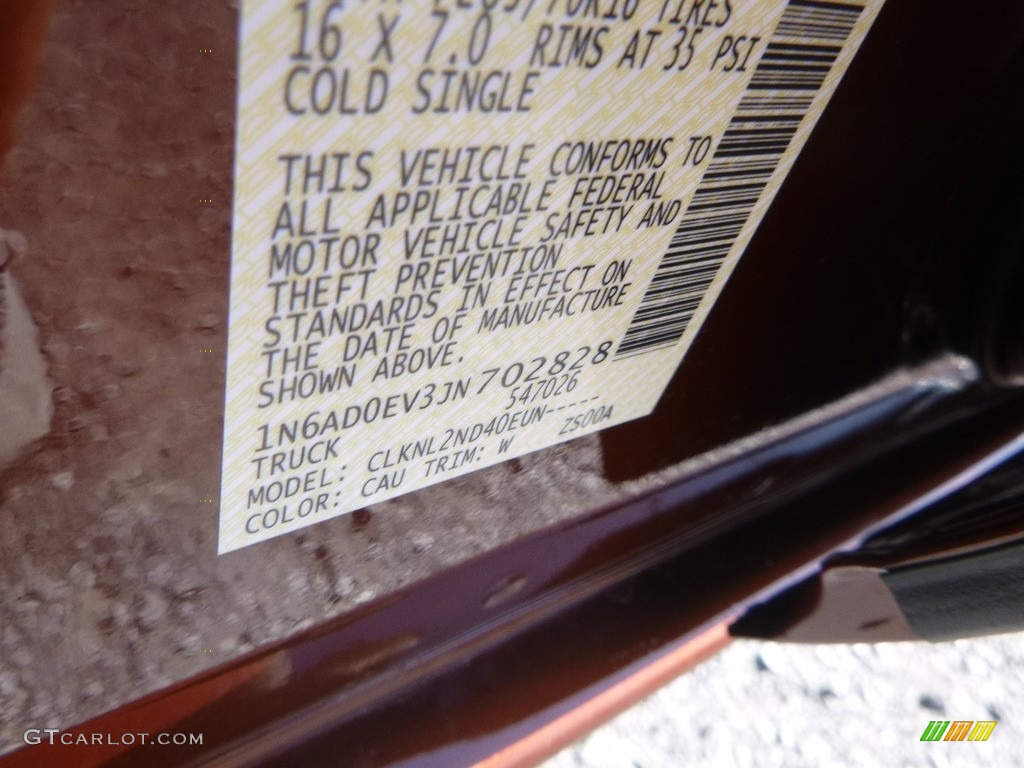 TIRES
16 X 7.0 RIMS AT 35 PSI
COLD SINGLE
THIS VEHICLE CONFORMS TO
ALL APPLICABLE FEDERAL
MOTOR VEHICLE SAFETY AND
THEFT PREVENTION
STANDARDS IN EFFECT ON
THE DATE OF MANUFACTURE
SHOWN ABOVE.
1N6AD0EV3JN702828
TRUCK 547026
MODEL: CLKNL2ND40EUN-----
COLOR: CAU TRIM: W ZS00A
GTCARLOT.COM